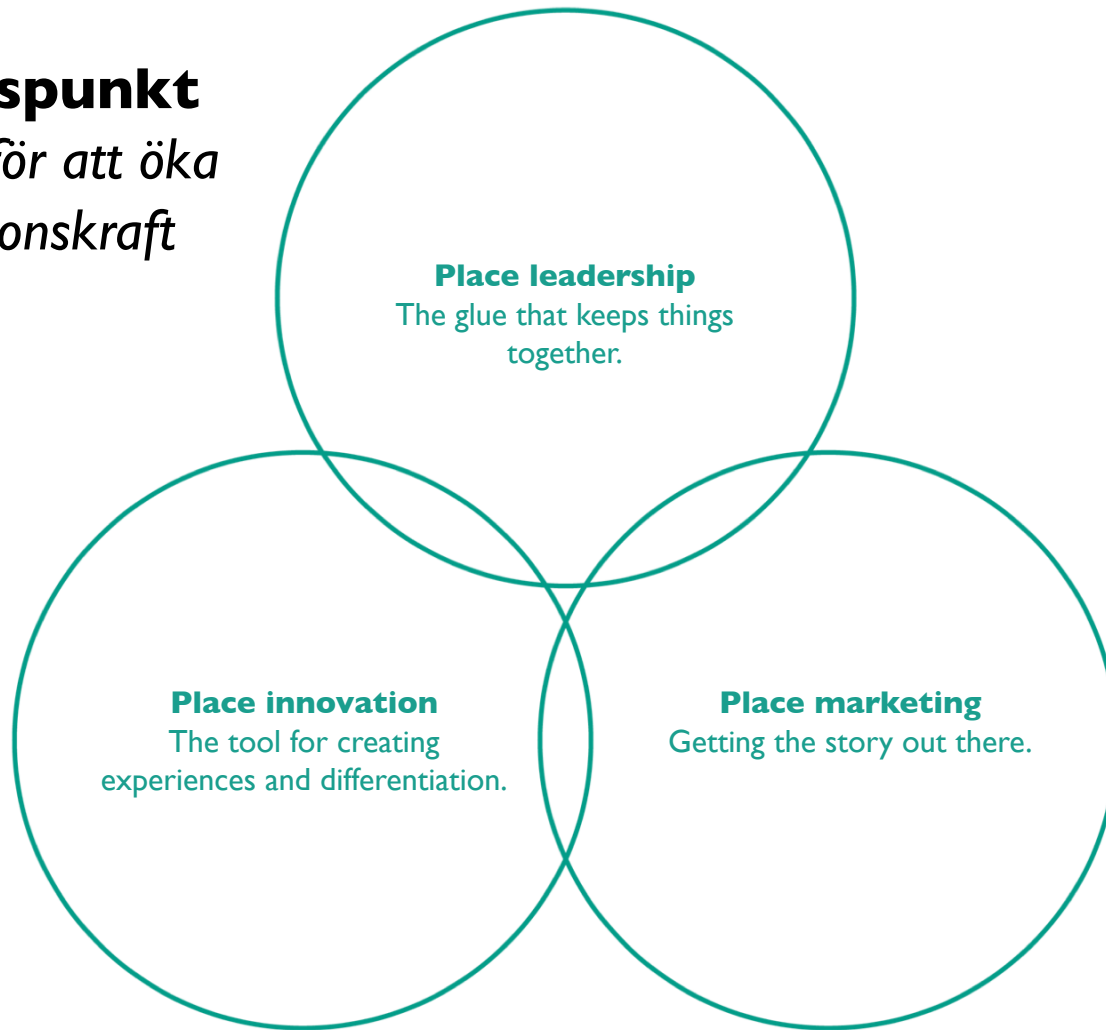 spunkt
för att öka
onskraft
Place leadership
The glue that keeps things
together.
Place innovation
The tool for creating
experiences and differentiation.
Place marketing
Getting the story out there.